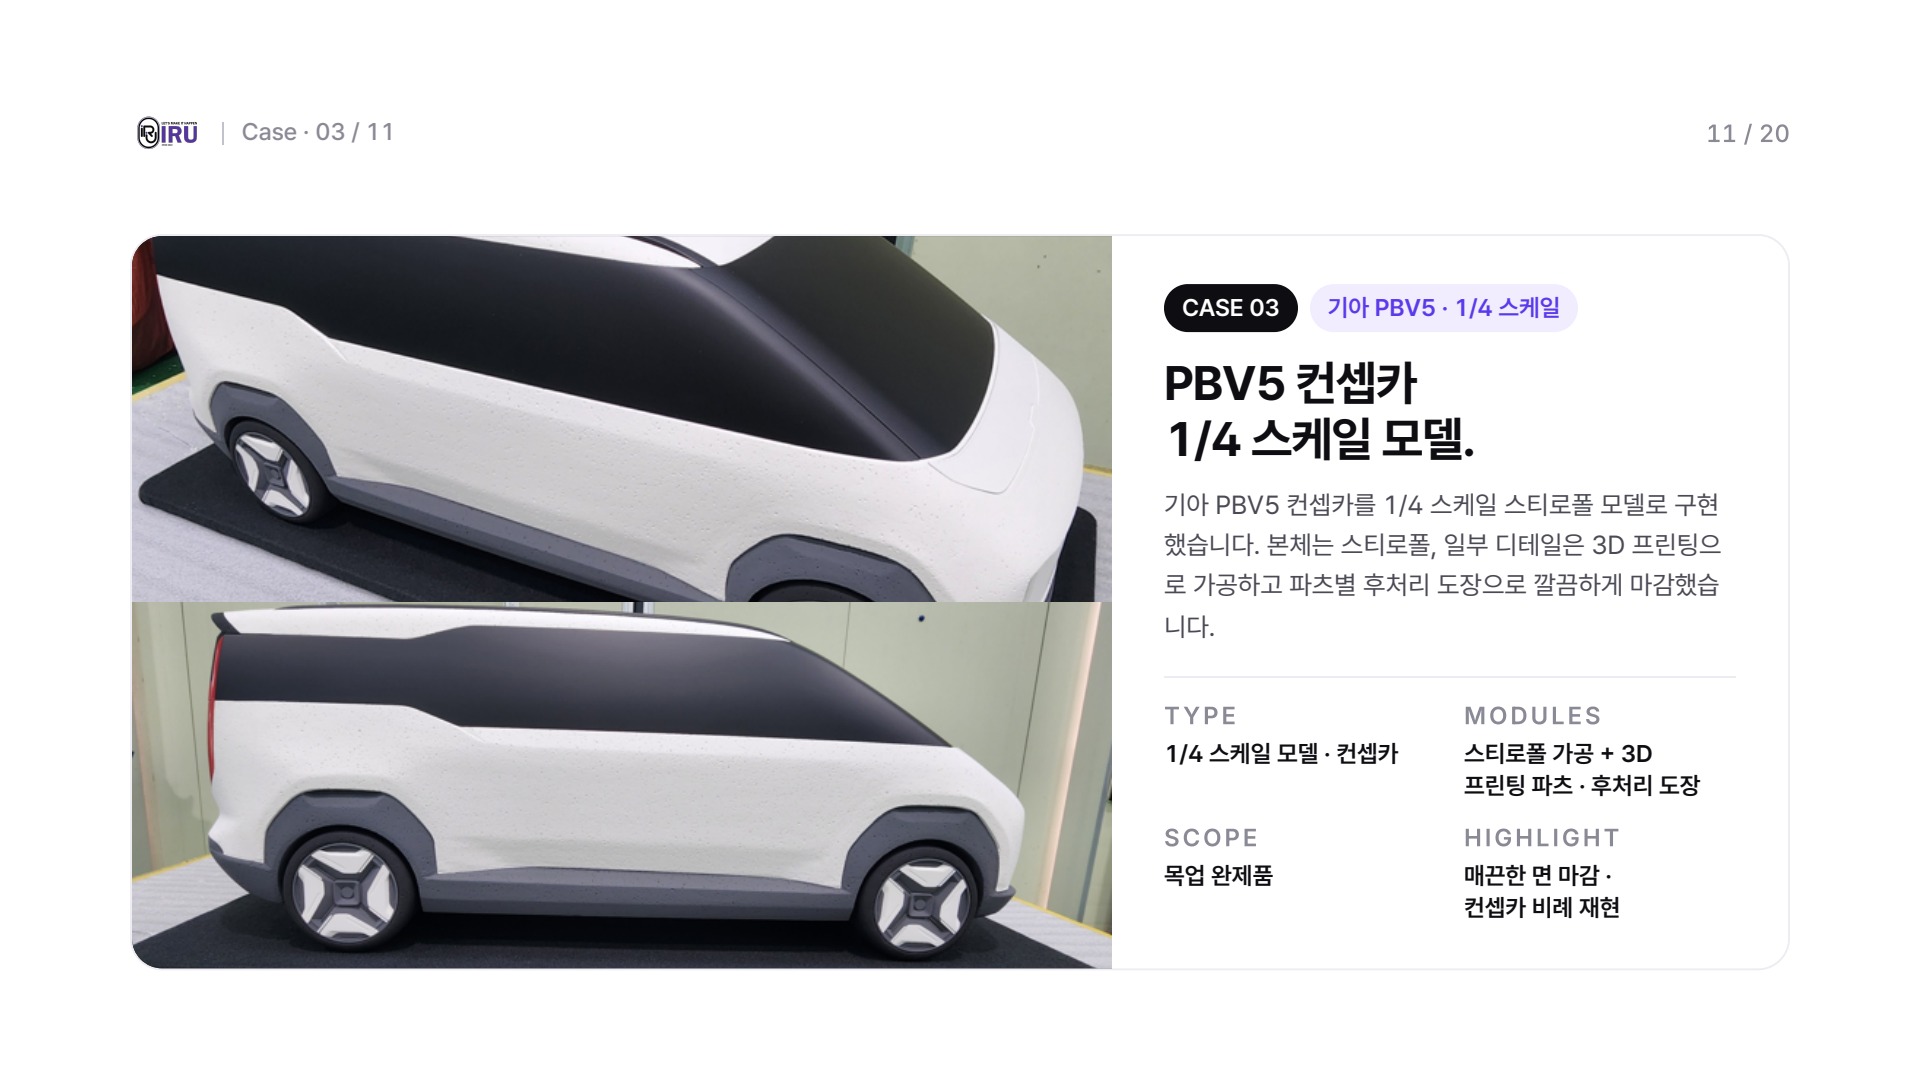 IRU
Case · 03 / 11
11 / 20
CASE 03
기아 PBV5 · 1/4 스케일
PBV5 컨셉카
1/4 스케일 모델.
기아 PBV5 컨셉카를 1/4 스케일 스티로폴 모델로 구현
했습니다. 본체는 스티로폴, 일부 디테일은 3D 프린팅으
로 가공하고 파츠별 후처리 도장으로 깔끔하게 마감했습
니다.
TYPE
1/4 스케일 모델 · 컨셉카
MODULES
스티로폴 가공 + 3D
프린팅 파츠 · 후처리 도장
SCOPE
목업 완제품
HIGHLIGHT
매끈한 면 마감 ·
컨셉카 비례 재현